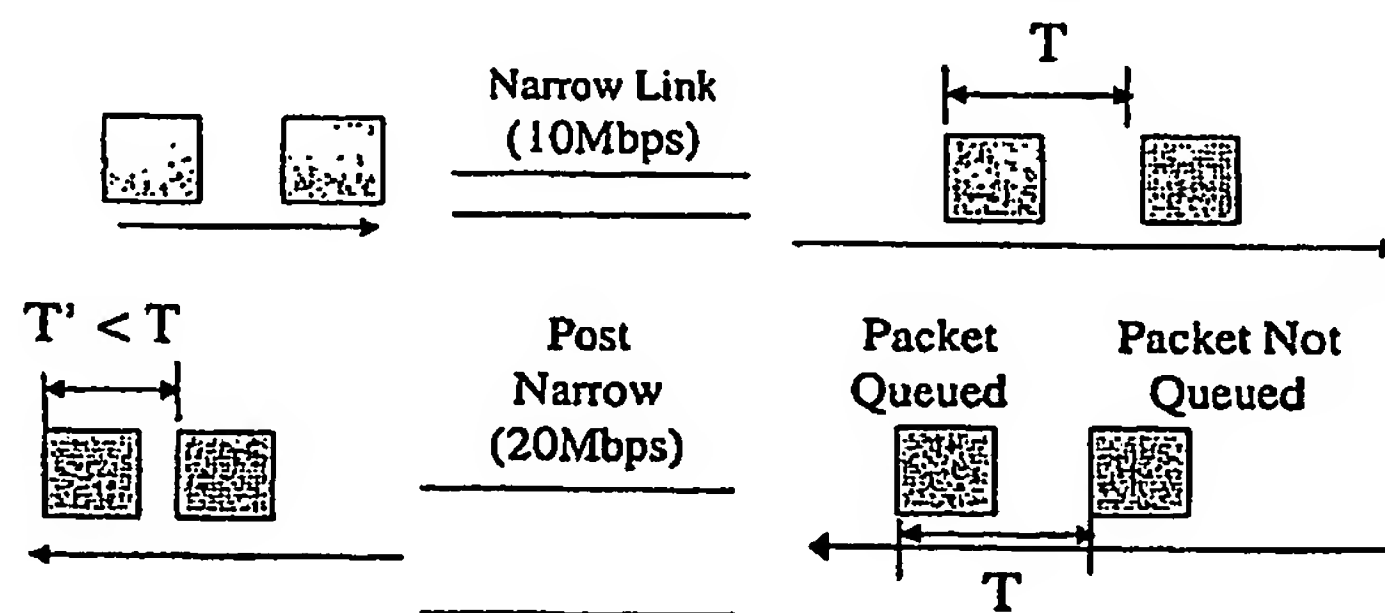 T
Narrow Link
(10Mbps)
T' < T
Post
Narrow
(20Mbps)
Packet
Queued
Packet Not
Queued
T